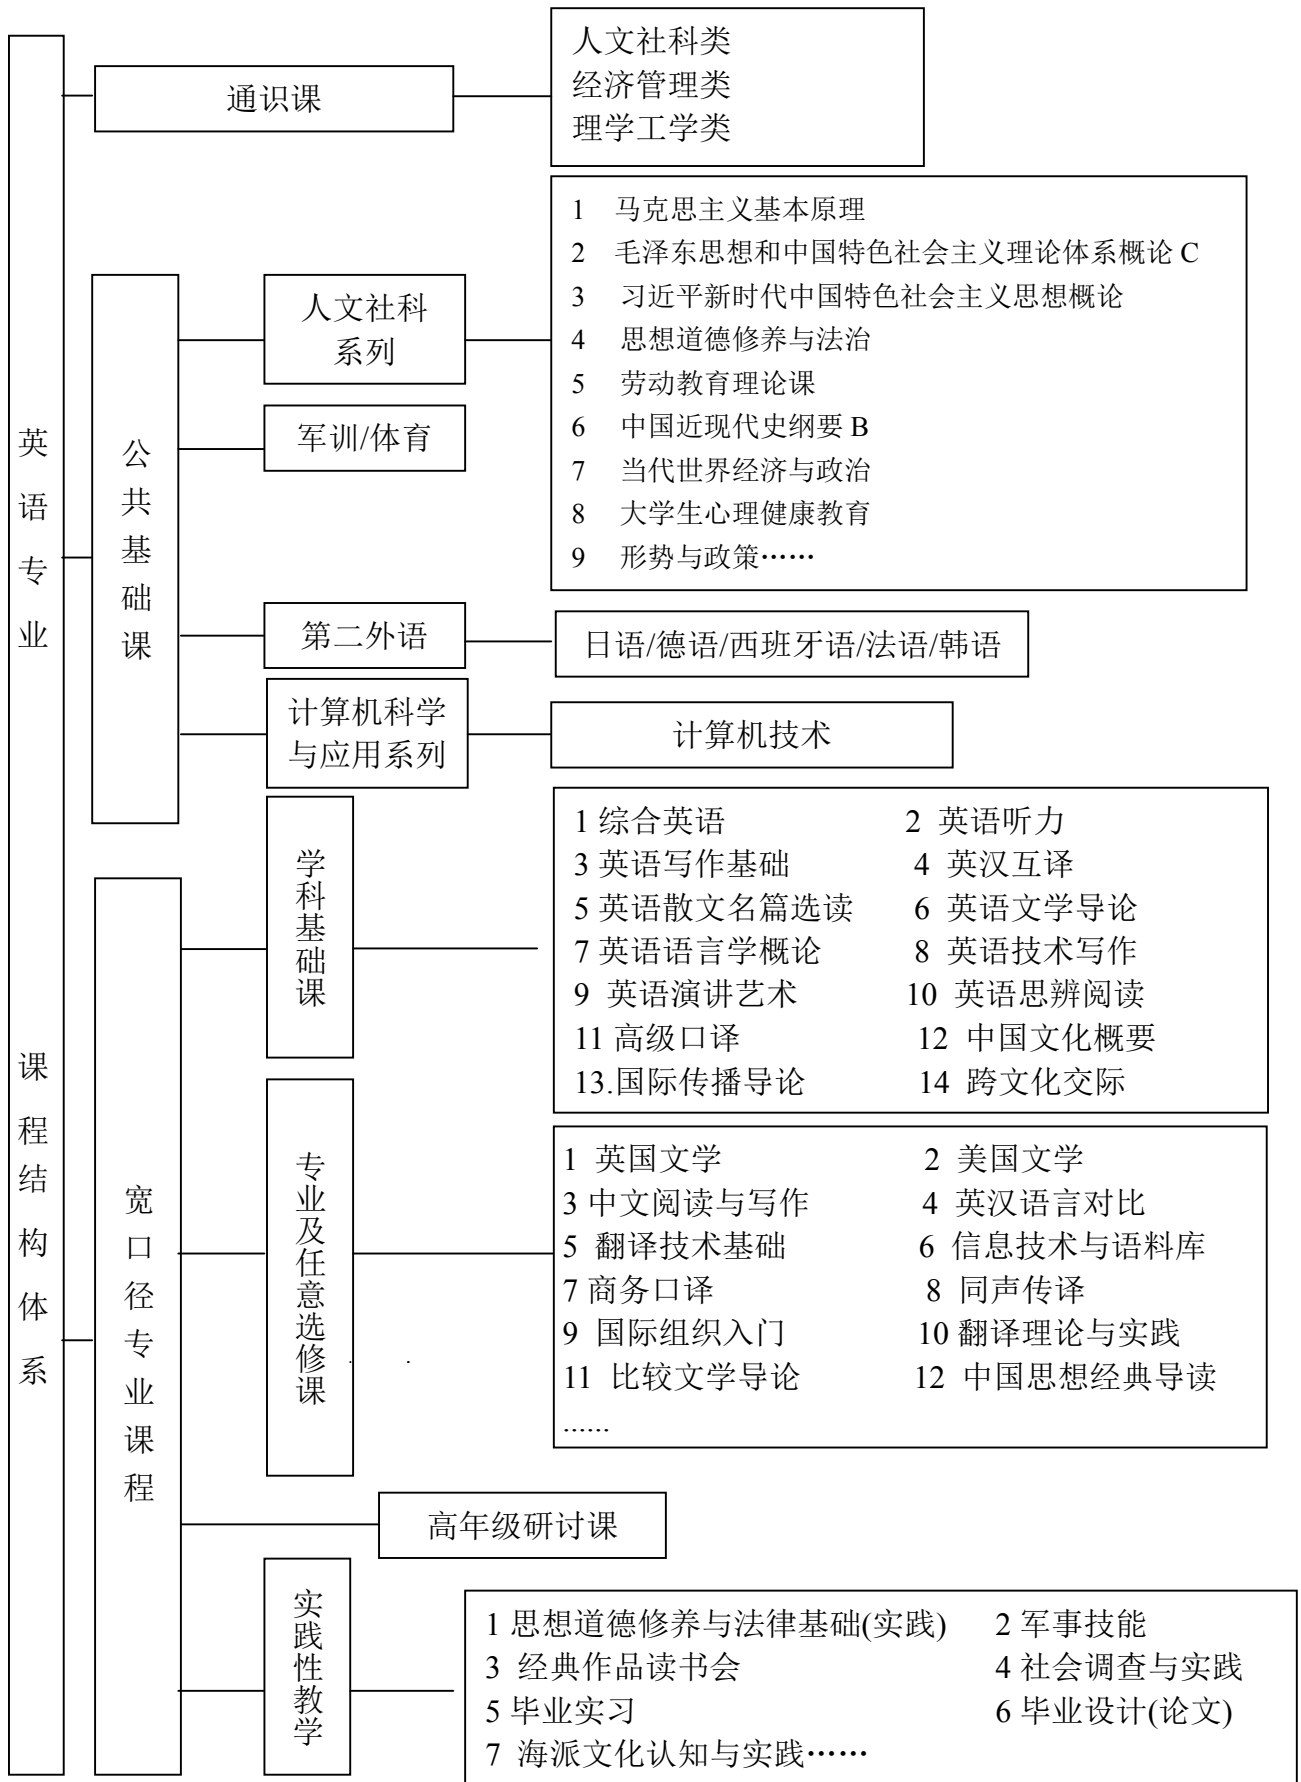 英语专业 课程结构体系
通识课
人文社科类
经济管理类
理学工学类
公共基础课
人文社科
系列
1 马克思主义基本原理
2 毛泽东思想和中国特色社会主义理论体系概论 C
3 习近平新时代中国特色社会主义思想概论
4 思想道德修养与法治
5 劳动教育理论课
6 中国近现代史纲要 B
7 当代世界经济与政治
8 大学生心理健康教育
9 形势与政策……
军训/体育
第二外语
日语/德语/西班牙语/法语/韩语
计算机科学
与应用系列
计算机技术
宽口径专业课程
学科基础课
1 综合英语 2 英语听力
3 英语写作基础 4 英汉互译
5 英语散文名篇选读 6 英语文学导论
7 英语语言学概论 8 英语技术写作
9 英语演讲艺术 10 英语思辨阅读
11 高级口译 12 中国文化概要
13.国际传播导论 14 跨文化交际
专业及任意选修课
1 英国文学 2 美国文学
3 中文阅读与写作 4 英汉语言对比
5 翻译技术基础 6 信息技术与语料库
7 商务口译 8 同声传译
9 国际组织入门 10 翻译理论与实践
11 比较文学导论 12 中国思想经典导读
......
高年级研讨课
实践性教学
1 思想道德修养与法律基础(实践) 2 军事技能
3 经典作品读书会 4 社会调查与实践
5 毕业实习 6 毕业设计(论文)
7 海派文化认知与实践……